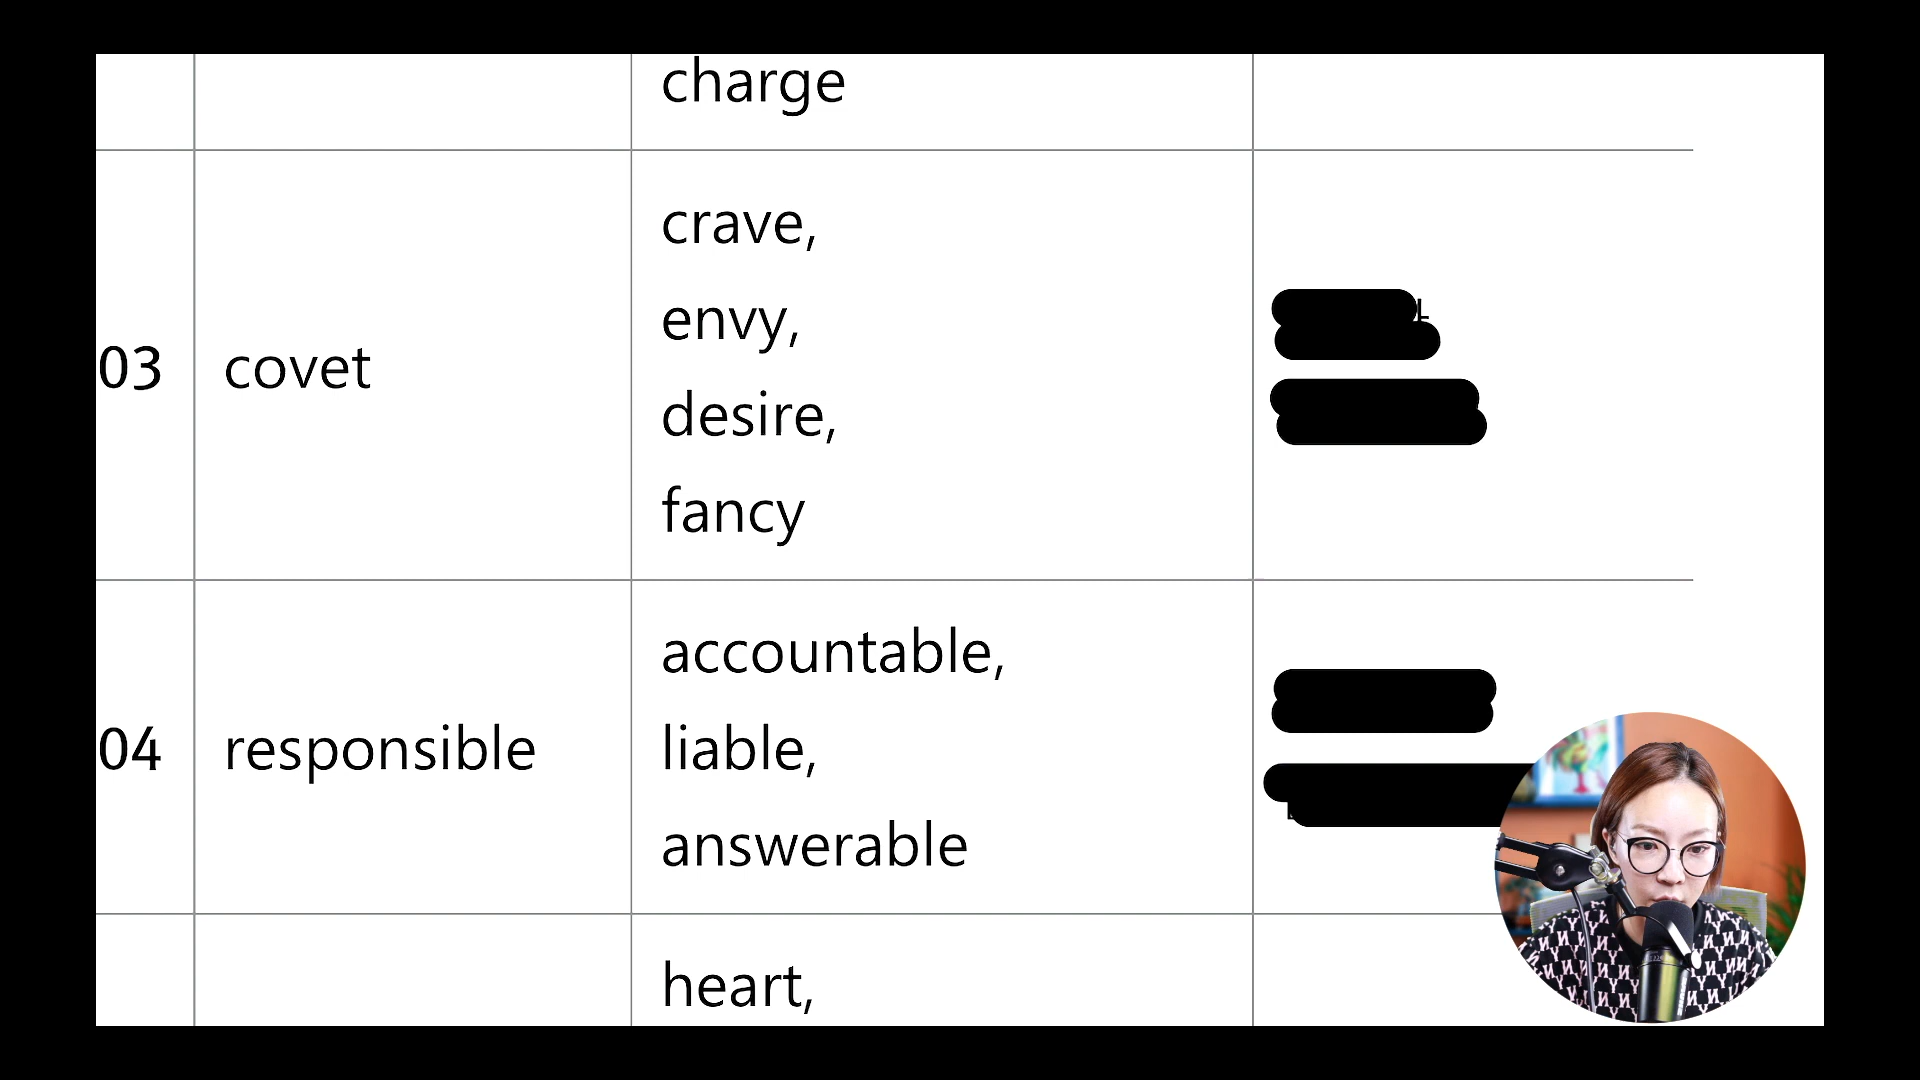 charge
03
covet
crave,
envy,
desire,
fancy
04
responsible
accountable,
liable,
answerable
heart,